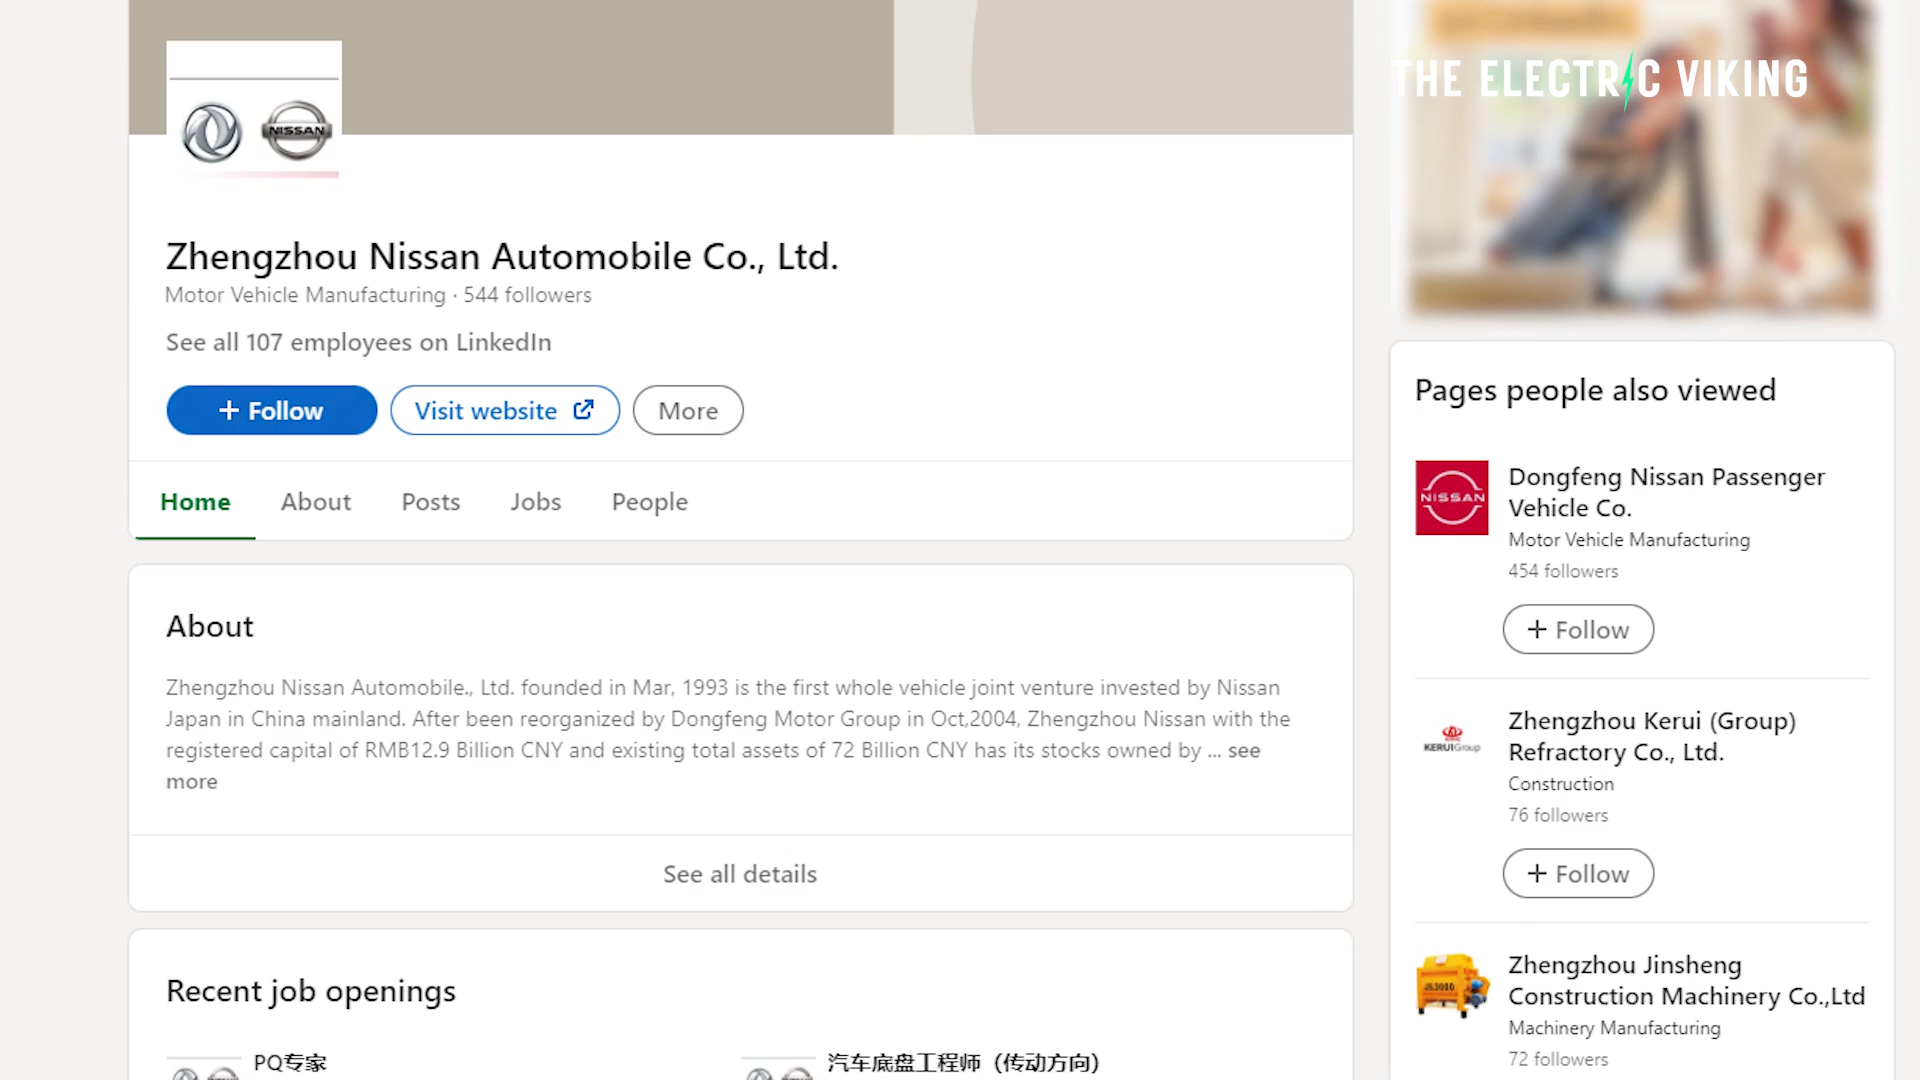 THE ELECTRIC VIKING
NISSAN
Zhengzhou Nissan Automobile Co., Ltd.
Motor Vehicle Manufacturing · 544 followers
See all 107 employees on LinkedIn
+ Follow
Visit website
More
Home
About
Posts
Jobs
People
About
Zhengzhou Nissan Automobile., Ltd. founded in Mar, 1993 is the first whole vehicle joint venture invested by Nissan
Japan in China mainland. After been reorganized by Dongfeng Motor Group in Oct,2004, Zhengzhou Nissan with the
registered capital of RMB12.9 Billion CNY and existing total assets of 72 Billion CNY has its stocks owned by ... see
more
See all details
Recent job openings
PQ专家
汽车底盘工程师（传动方向）
Pages people also viewed
NISSAN
Dongfeng Nissan Passenger
Vehicle Co.
Motor Vehicle Manufacturing
454 followers
+ Follow
KERUI Group
Zhengzhou Kerui (Group)
Refractory Co., Ltd.
Construction
76 followers
+ Follow
JS3000
Zhengzhou Jinsheng
Construction Machinery Co.,Ltd
Machinery Manufacturing
72 followers